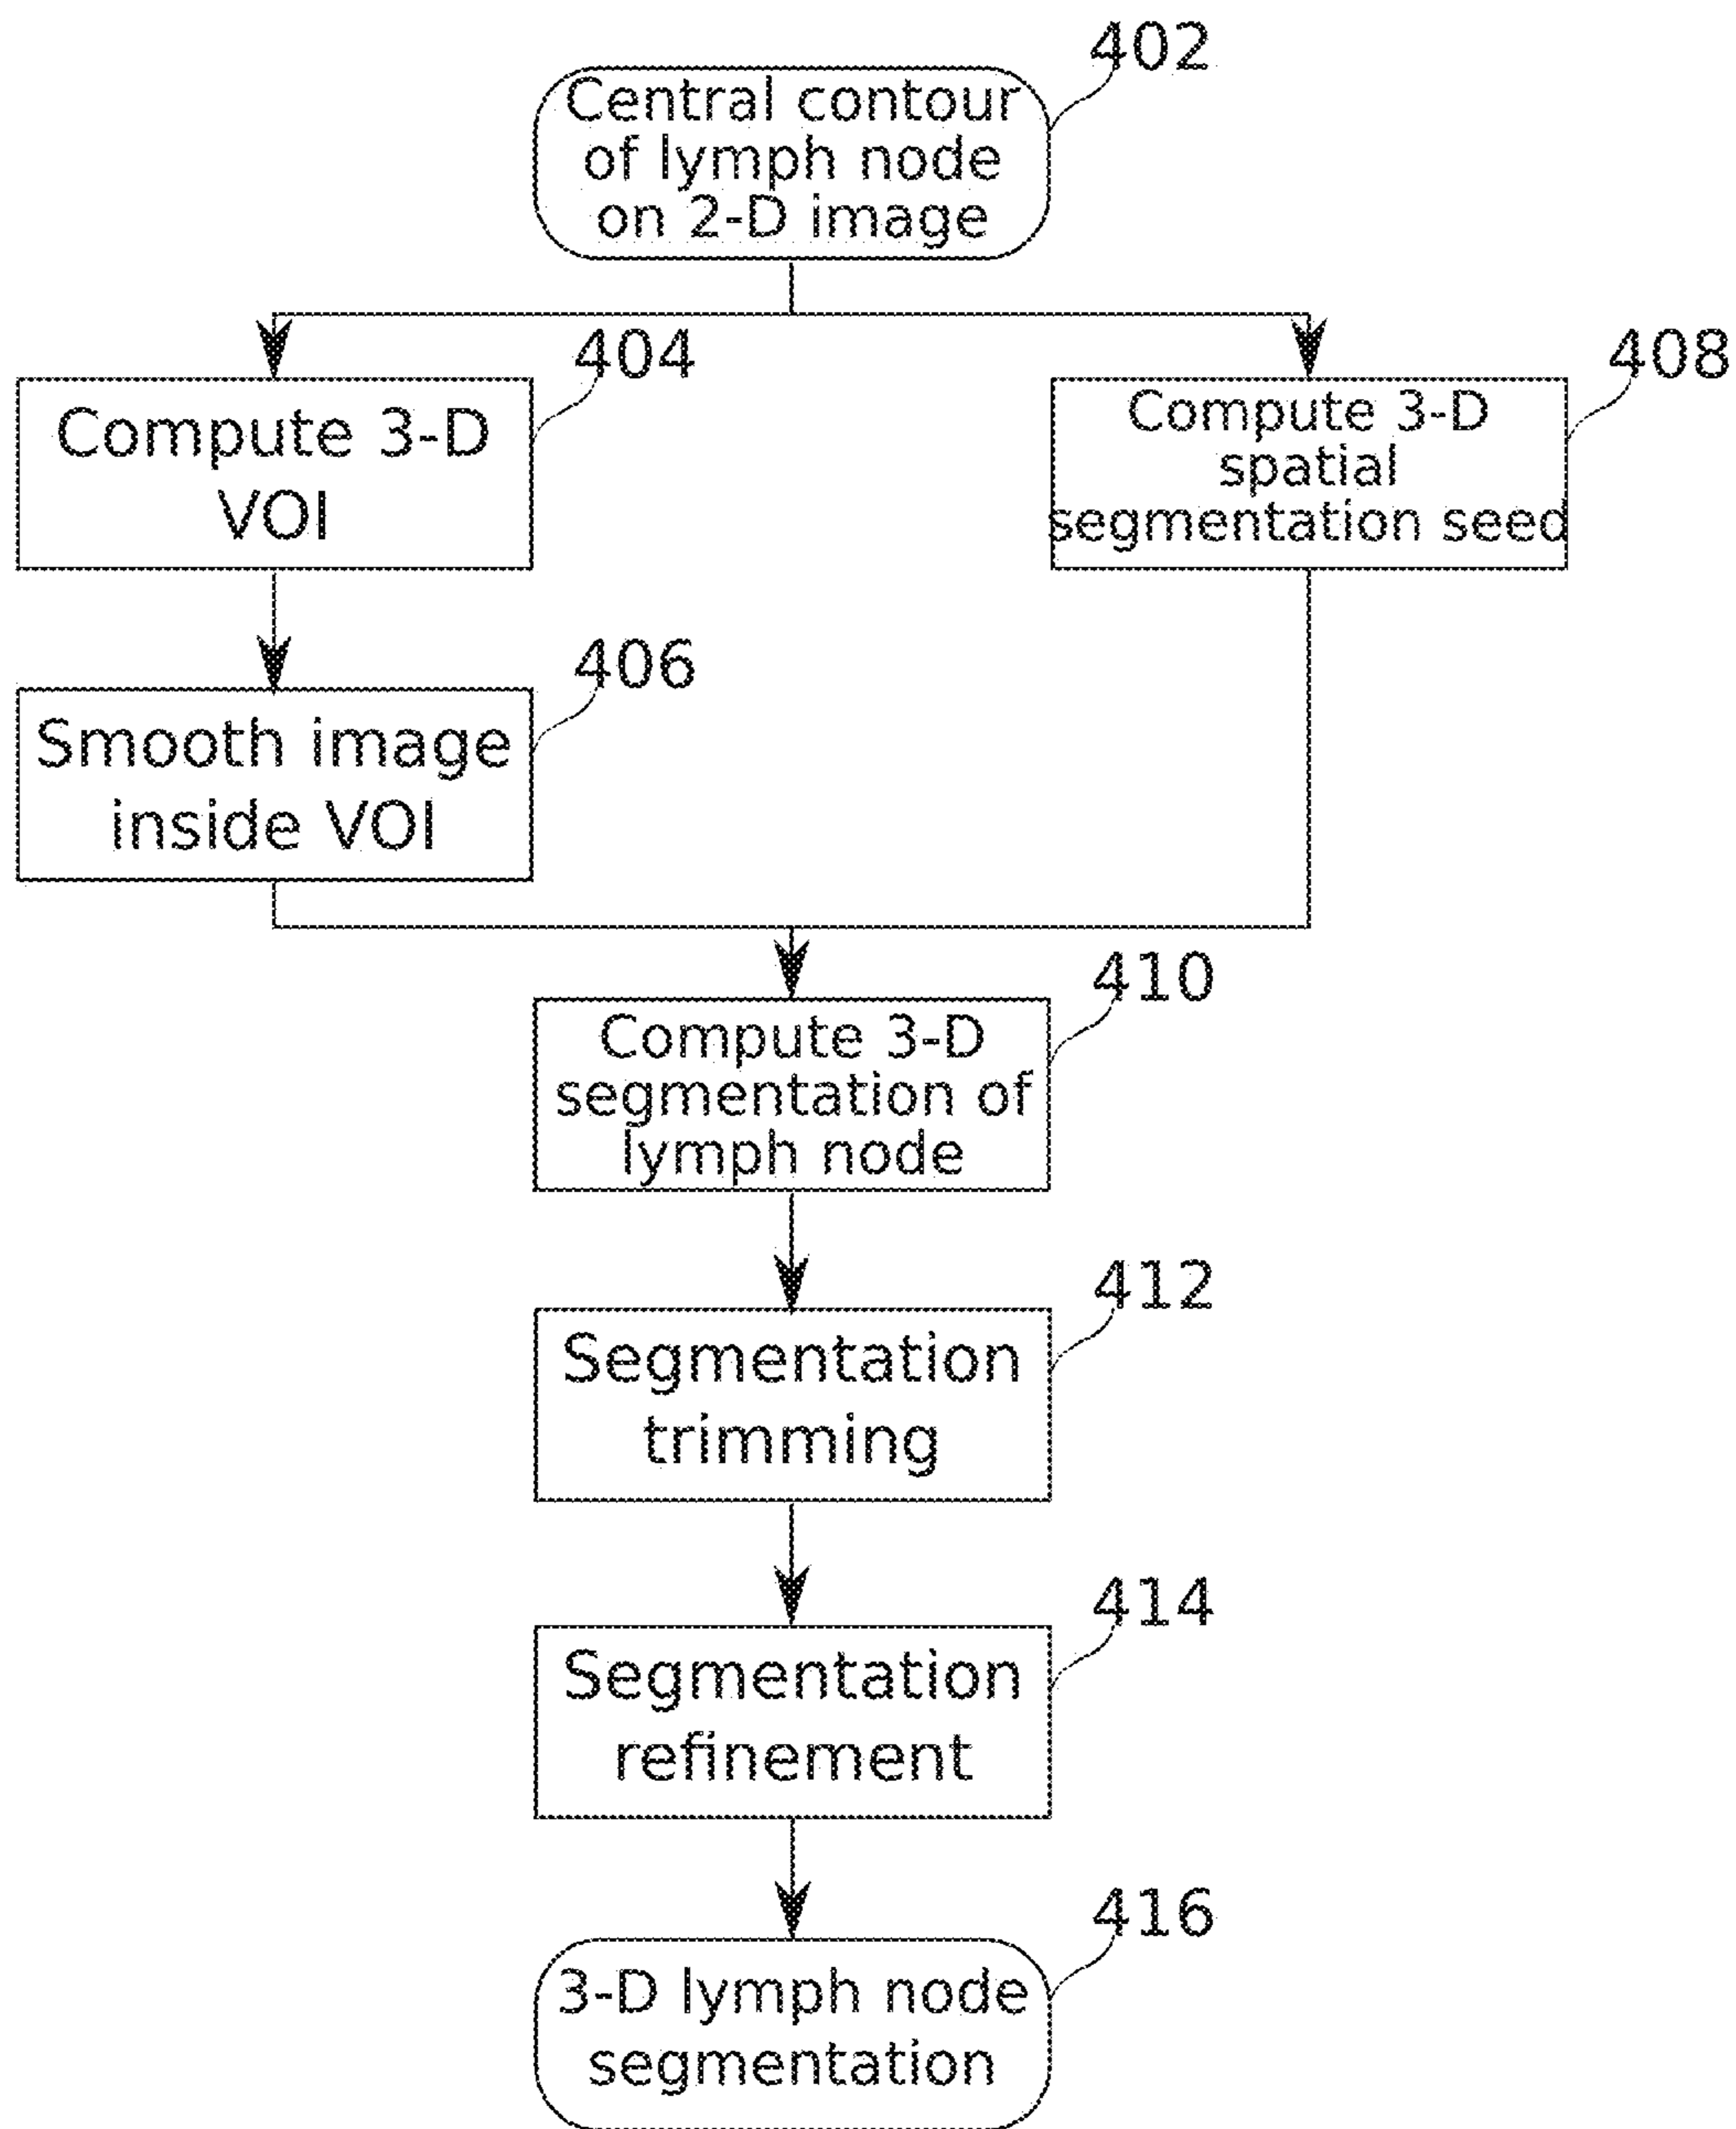 402
Central contour
of lymph node
on 2-D image
404
Compute 3-D
VOI
408
Compute 3-D
spatial
segmentation seed
406
Smooth image
inside VOI
410
Compute 3-D
segmentation of
lymph node
412
Segmentation
trimming
414
Segmentation
refinement
416
3-D lymph node
segmentation